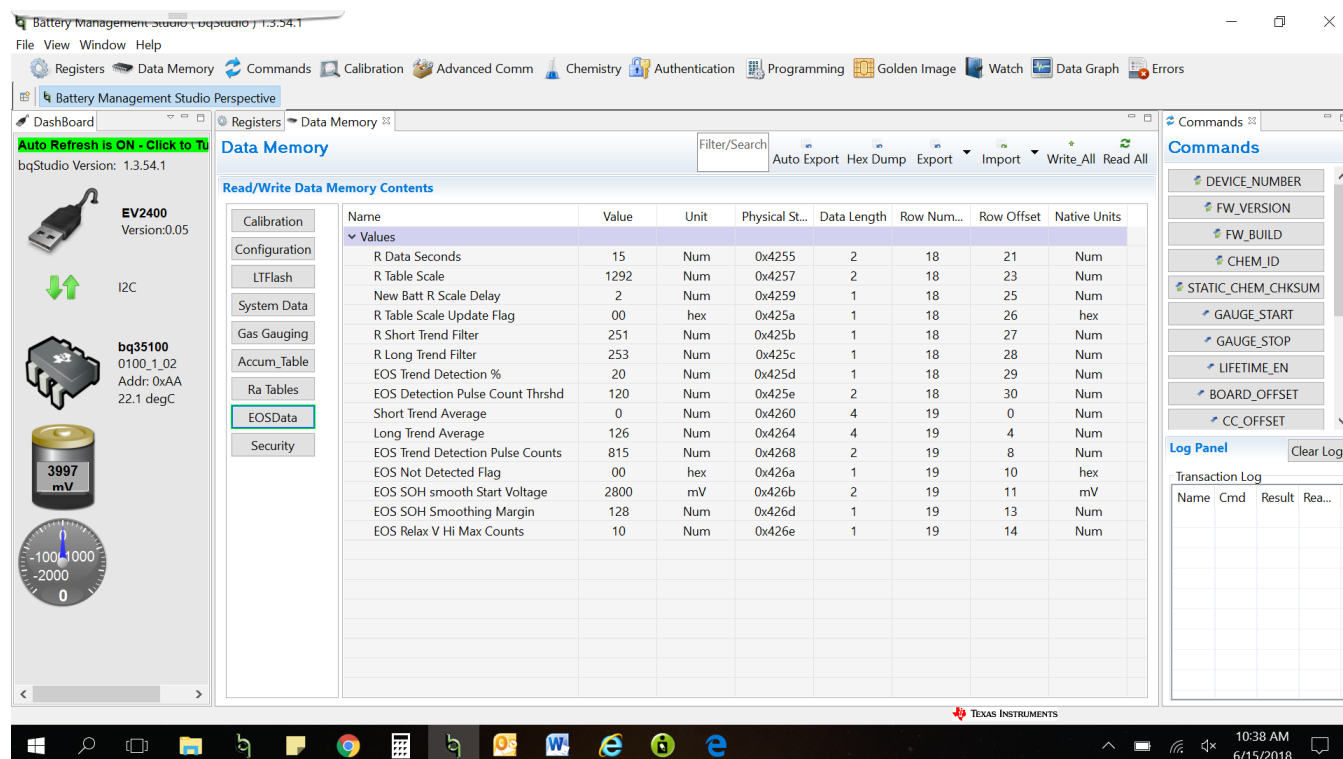 Battery Management Studio ( bqStudio ) 1.3.54.1
File View Window Help
Registers Data Memory Commands Calibration Advanced Comm Chemistry Authentication Programming Golden Image Watch Data Graph Errors
Battery Management Studio Perspective
DashBoard
Auto Refresh is ON - Click to Tu
bqStudio Version: 1.3.54.1
EV2400
Version:0.05
I2C
bq35100
0100_1_02
Addr: 0xAA
22.1 degC
3997
mV
0
-100 1000
-2000
0
Registers Data Memory
Data Memory
Filter/Search
Auto Export Hex Dump Export Import Write_All Read All
Read/Write Data Memory Contents
Calibration
Configuration
LTFlash
System Data
Gas Gauging
Accum_Table
Ra Tables
EOSData
Security
Name Value Unit Physical St... Data Length Row Num... Row Offset Native Units
Values
R Data Seconds 15 Num 0x4255 2 18 21 Num
R Table Scale 1292 Num 0x4257 2 18 23 Num
New Batt R Scale Delay 2 Num 0x4259 1 18 25 Num
R Table Scale Update Flag 00 hex 0x425a 1 18 26 hex
R Short Trend Filter 251 Num 0x425b 1 18 27 Num
R Long Trend Filter 253 Num 0x425c 1 18 28 Num
EOS Trend Detection % 20 Num 0x425d 1 18 29 Num
EOS Detection Pulse Count Thrshd 120 Num 0x425e 2 18 30 Num
Short Trend Average 0 Num 0x4260 4 19 0 Num
Long Trend Average 126 Num 0x4264 4 19 4 Num
EOS Trend Detection Pulse Counts 815 Num 0x4268 2 19 8 Num
EOS Not Detected Flag 00 hex 0x426a 1 19 10 hex
EOS SOH smooth Start Voltage 2800 mV 0x426b 2 19 11 mV
EOS SOH Smoothing Margin 128 Num 0x426d 1 19 13 Num
EOS Relax V Hi Max Counts 10 Num 0x426e 1 19 14 Num
Commands
Commands
DEVICE_NUMBER
FW_VERSION
FW_BUILD
CHEM_ID
STATIC_CHEM_CHKSUM
GAUGE_START
GAUGE_STOP
LIFETIME_EN
BOARD_OFFSET
CC_OFFSET
Log Panel
Clear Log
Transaction Log
Name Cmd Result Rea...
TEXAS INSTRUMENTS
10:38 AM
6/15/2018